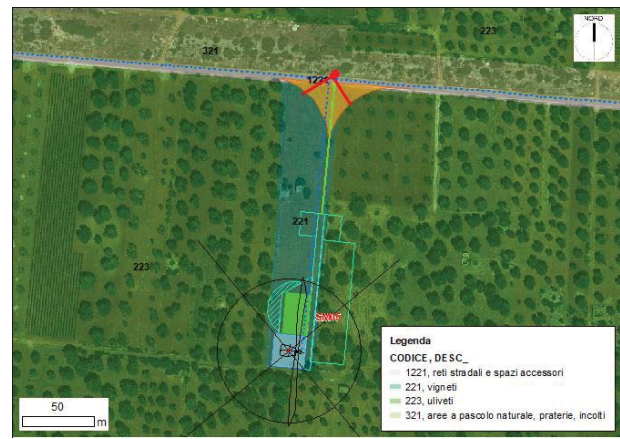 NORD
223
321
1221
221
223
Legenda
CODICE, DESC_
1221, reti stradali e spazi accessori
221, vigneti
223, uliveti
321, aree a pascolo naturale, praterie, incolti
50
m